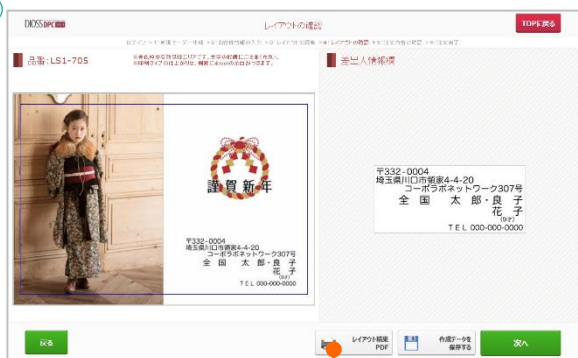 DIOSS DPC
レイアウトの確認
TOPに戻る
品番:LS1-705
差出人情報欄
謹賀新年
〒332-0004
埼玉県川口市領家4-4-20
コーポラボネットワーク307号
全国 太郎・良子
花子
(9才)
TEL 000-000-0000
〒332-0004
埼玉県川口市領家4-4-20
コーポラボネットワーク307号
全国 太郎・良子
花子
(9才)
TEL 000-000-0000
戻る
レイアウト結果
PDF
作成データを
保存する
次へ